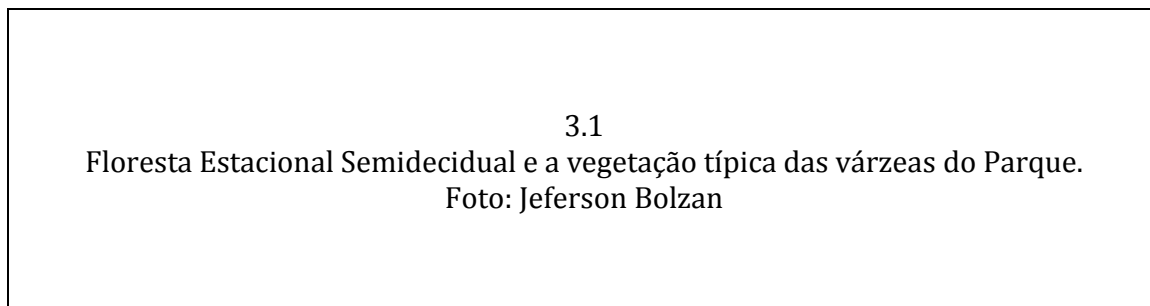 3.1
Floresta Estacional Semidecidual e a vegetação típica das várzeas do Parque.
Foto: Jeferson Bolzan